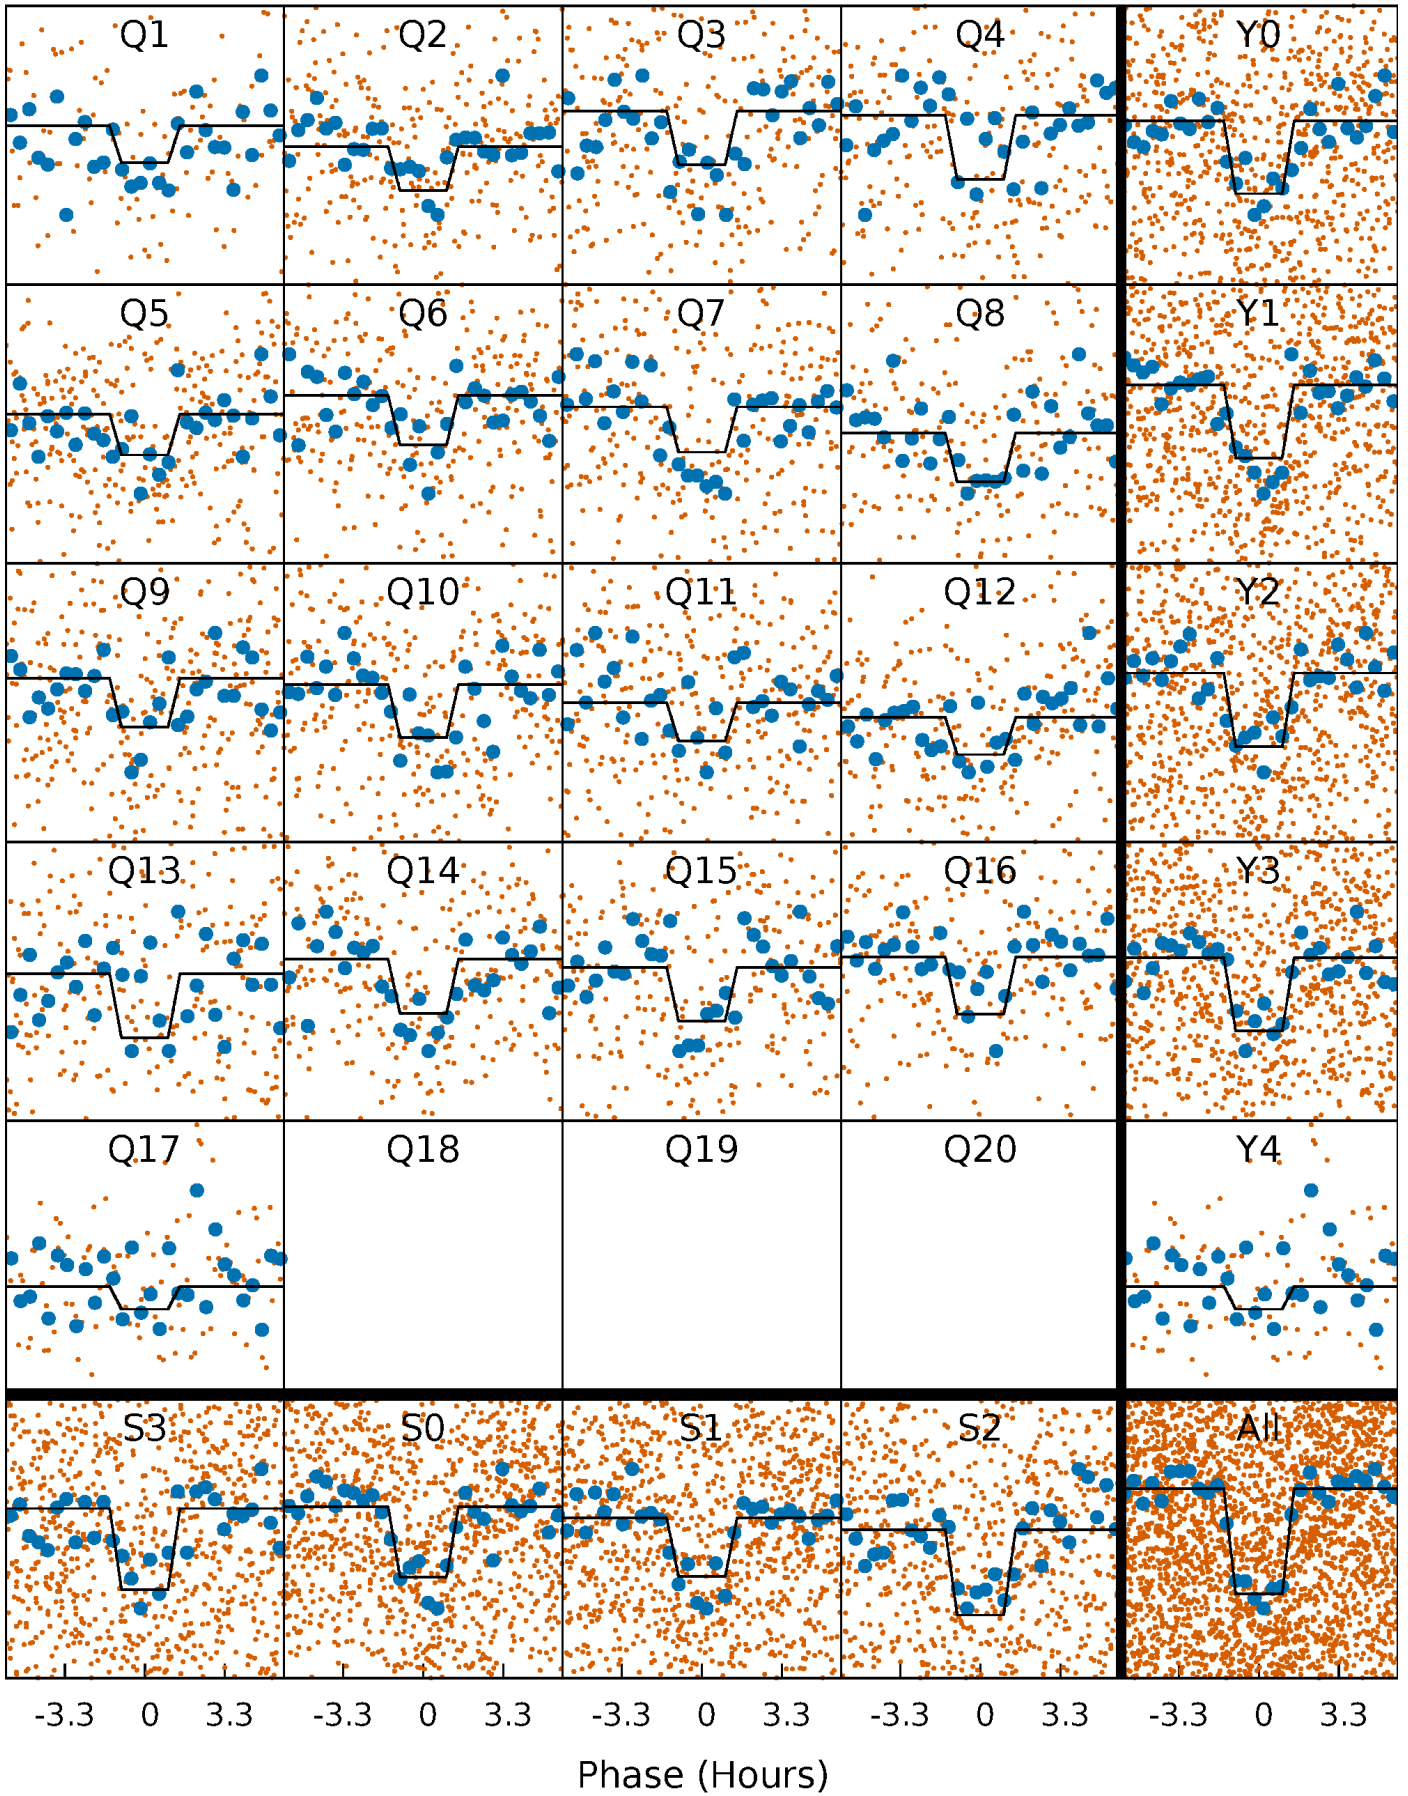 Q1 Q2 Q3 Q4 Y0
Q5 Q6 Q7 Q8 Y1
Q9 Q10 Q11 Q12 Y2
Q13 Q14 Q15 Q16 Y3
Q17 Q18 Q19 Q20 Y4
S3 S0 S1 S2 All
-3.3 0 3.3 -3.3 0 3.3 -3.3 0 3.3 -3.3 0 3.3 -3.3 0 3.3
Phase (Hours)